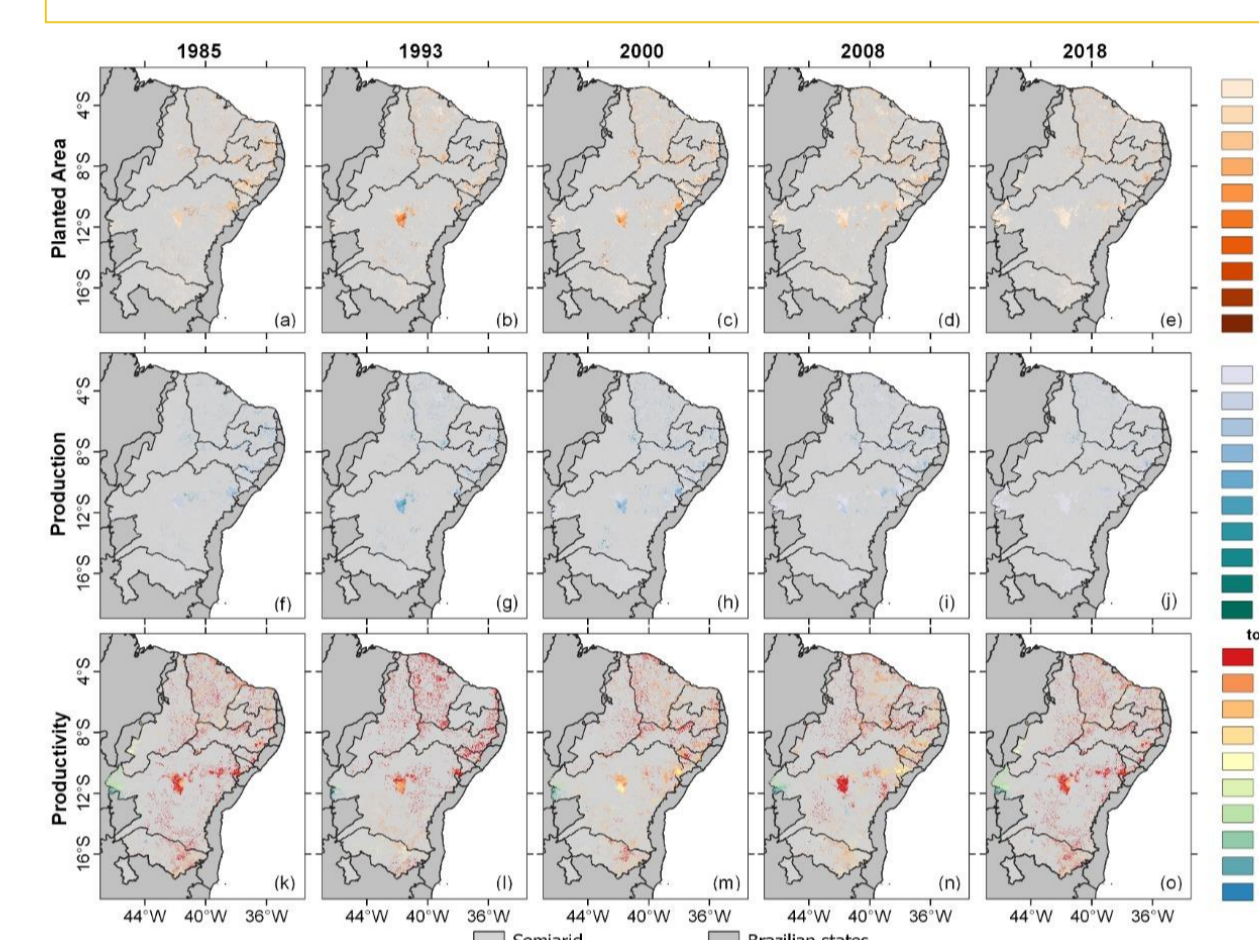 1985 1993 2000 2008 2018
Planted Area
4°S
8°S
12°S
16°S
(a) (b) (c) (d) (e)
Production
4°S
8°S
12°S
16°S
(f) (g) (h) (i) (j)
to
Productivity
4°S
8°S
12°S
16°S
(k) (l) (m) (n) (o)
44°W 40°W 36°W 44°W 40°W 36°W 44°W 40°W 36°W 44°W 40°W 36°W 44°W 40°W 36°W
Semiarid Brazilian states